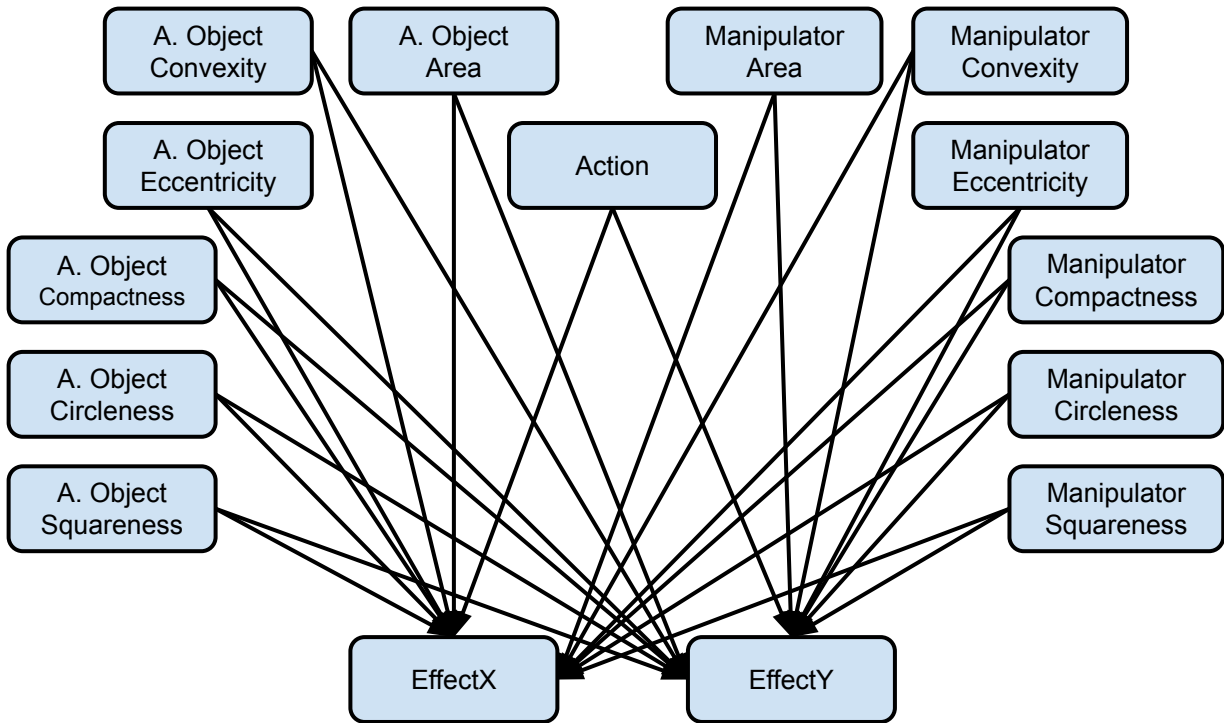 A. Object
Convexity
A. Object
Area
Manipulator
Area
Manipulator
Convexity
A. Object
Eccentricity
Action
Manipulator
Eccentricity
A. Object
Compactness
Manipulator
Compactness
A. Object
Circleness
Manipulator
Circleness
A. Object
Squareness
Manipulator
Squareness
EffectX
EffectY